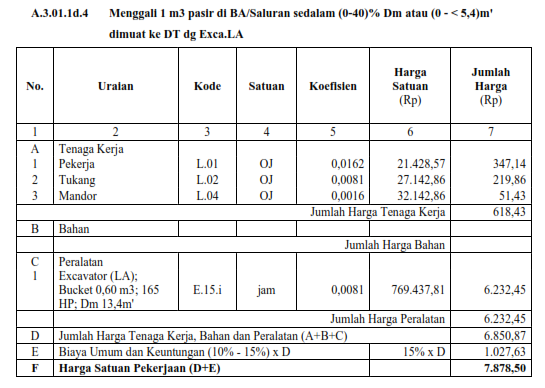 A.3.01.1d.4 Menggali 1 m3 pasir di BA/Saluran sedalam (0-40)% Dm atau (0 - < 5,4)m'
dimuat ke DT dg Exca.LA
No. Uraian Kode Satuan Koefisien Harga Satuan (Rp) Jumlah Harga (Rp)
1 2 3 4 5 6 7
A Tenaga Kerja
1 Pekerja L.01 OJ 0,0162 21.428,57 347,14
2 Tukang L.02 OJ 0,0081 27.142,86 219,86
3 Mandor L.04 OJ 0,0016 32.142,86 51,43
Jumlah Harga Tenaga Kerja 618,43
B Bahan
Jumlah Harga Bahan
C Peralatan
1 Excavator (LA);
Bucket 0,60 m3; 165 E.15.i jam 0,0081 769.437,81 6.232,45
HP; Dm 13,4m'
Jumlah Harga Peralatan 6.232,45
D Jumlah Harga Tenaga Kerja, Bahan dan Peralatan (A+B+C) 6.850,87
E Biaya Umum dan Keuntungan (10% - 15%) x D 15% x D 1.027,63
F Harga Satuan Pekerjaan (D+E) 7.878,50